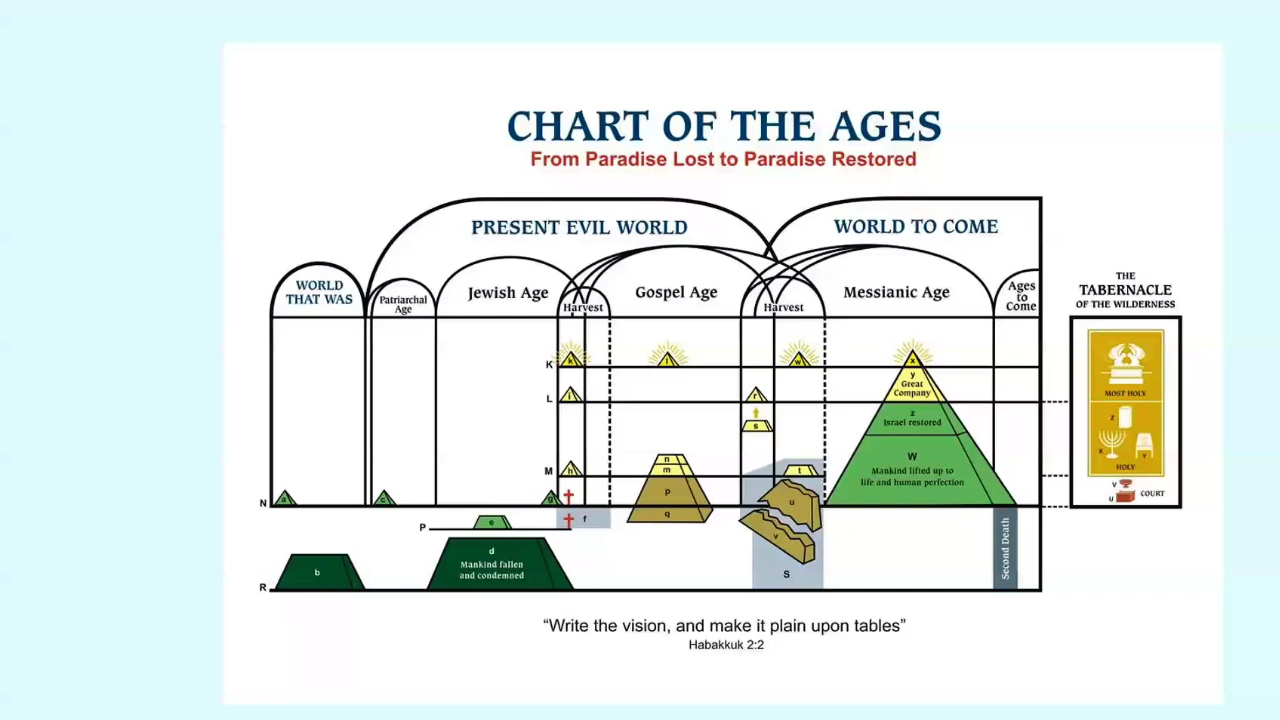 CHART OF THE AGES
From Paradise Lost to Paradise Restored
PRESENT EVIL WORLD
WORLD TO COME
WORLD
THAT WAS
Patriarchal
Age
Jewish Age
Harvest
Gospel Age
Harvest
Messianic Age
Ages
to
Come
THE
TABERNACLE
OF THE WILDERNESS
K
k
l
w
x
y
Great
Company
MOST HOLY
L
i
r
s
z
Israel restored
Z
X
Y
HOLY
M
h
n
m
t
W
Mankind lifted up to
life and human perfection
N
a
c
g
p
u
V
U
COURT
P
e
f
q
v
d
Mankind fallen
and condemned
b
S
Second Death
R
“Write the vision, and make it plain upon tables”
Habakkuk 2:2